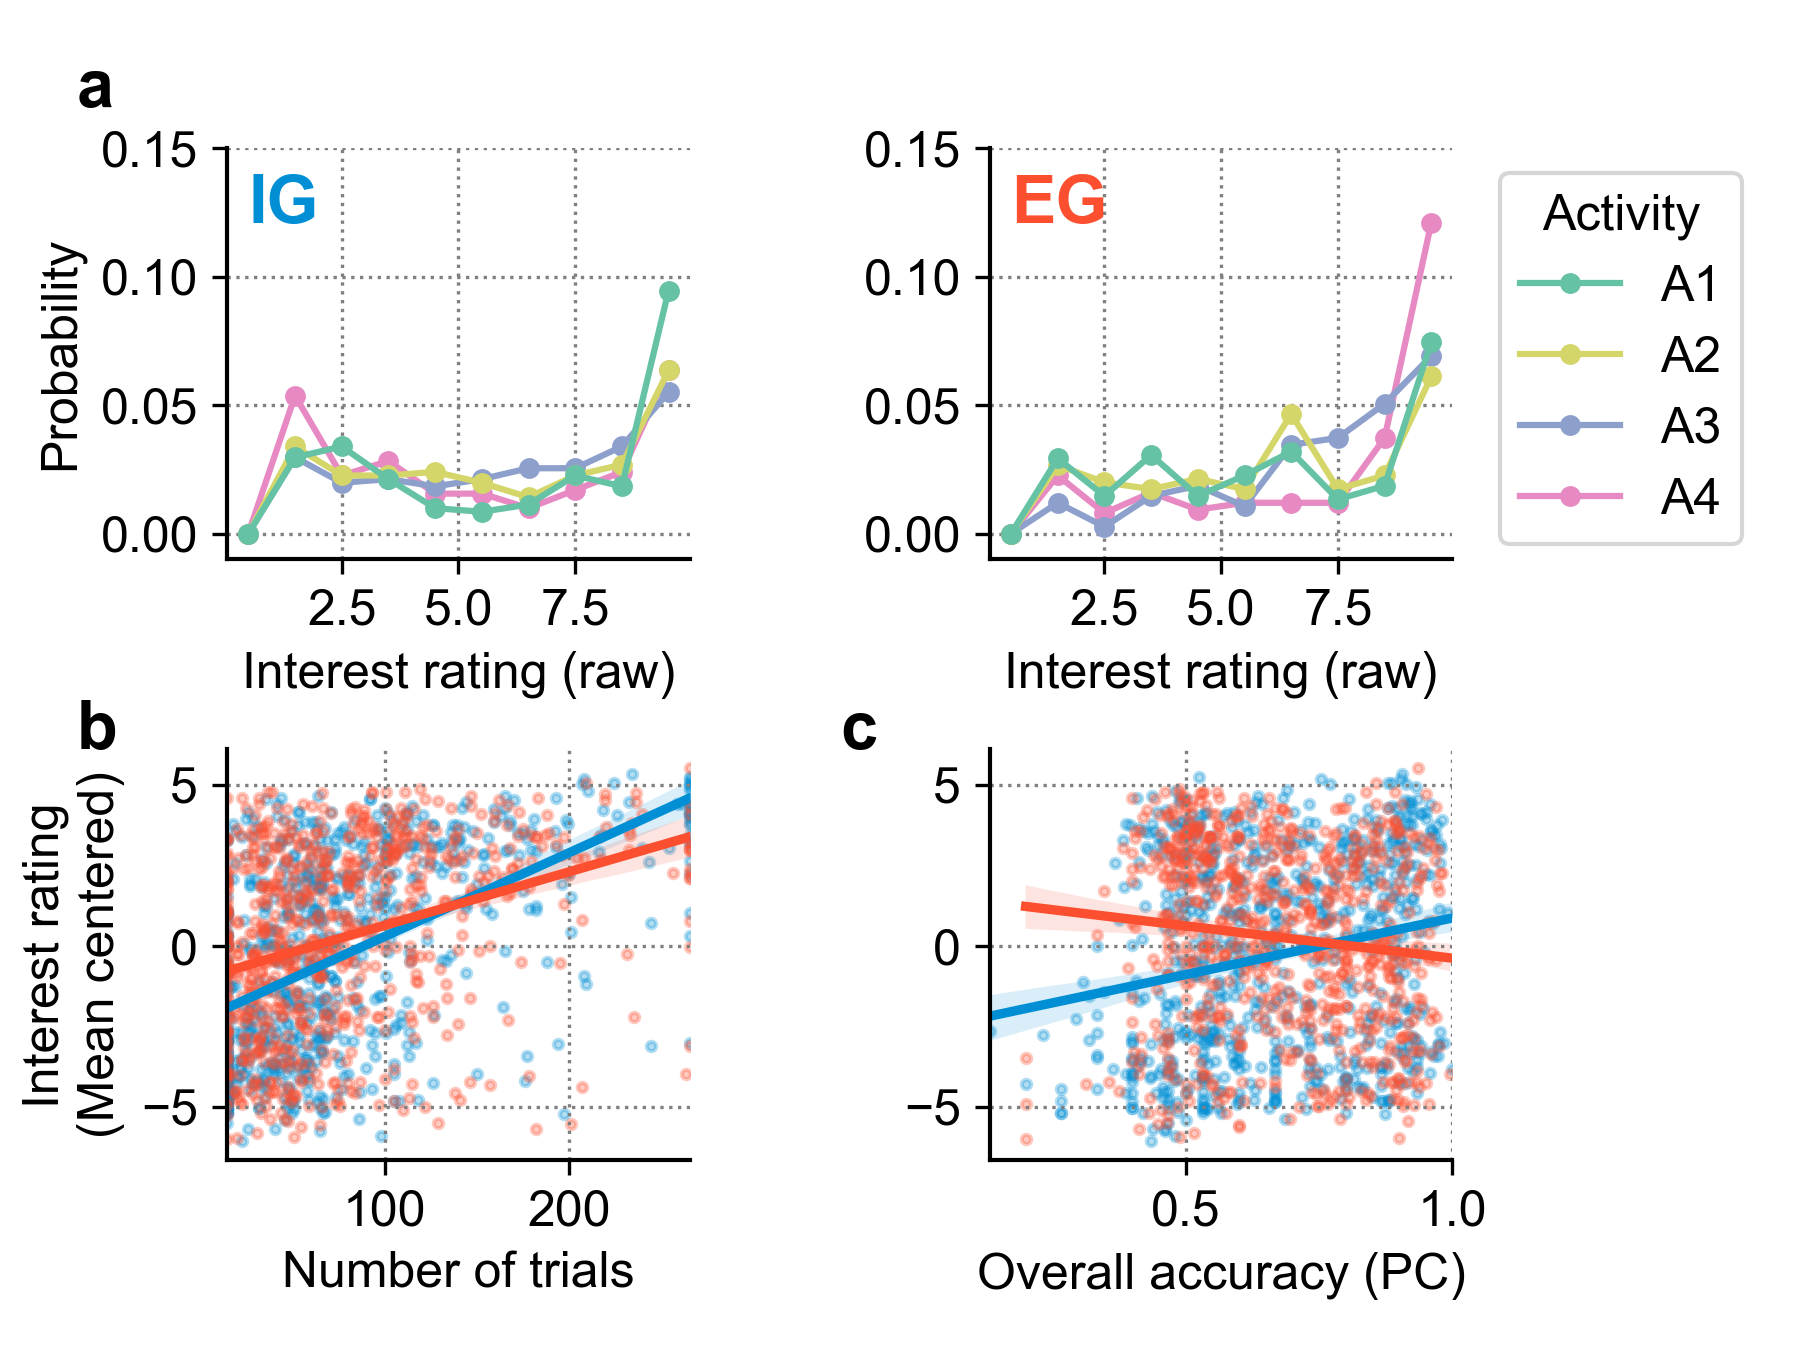 a
0.15
0.10
0.05
0.00
Probability
IG
2.5 5.0 7.5
Interest rating (raw)
0.15
0.10
0.05
0.00
EG
2.5 5.0 7.5
Interest rating (raw)
Activity
A1
A2
A3
A4
b
5
0
−5
Interest rating
(Mean centered)
100 200
Number of trials
c
5
0
−5
0.5 1.0
Overall accuracy (PC)